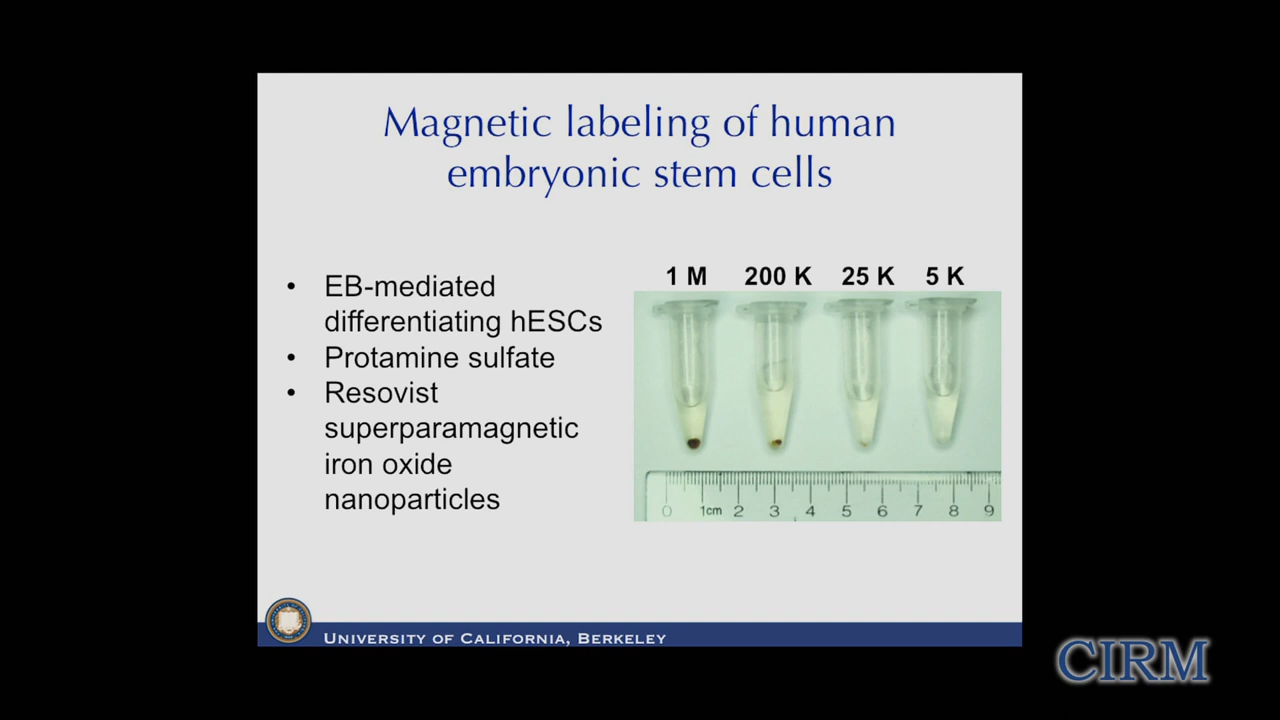 Magnetic labeling of human
embryonic stem cells
• EB-mediated
differentiating hESCs
• Protamine sulfate
• Resovist
superparamagnetic
iron oxide
nanoparticles
1 M 200 K 25 K 5 K
0 1cm 2 3 4 5 6 7 8 9
UNIVERSITY OF CALIFORNIA, BERKELEY
CIRM